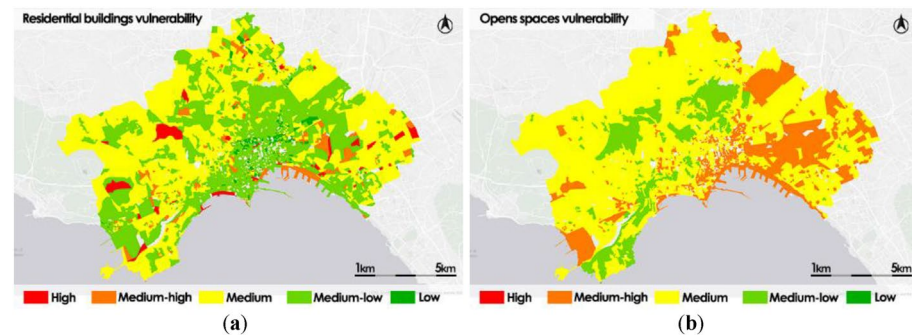 Residential buildings vulnerability
1km 5km
High Medium-high Medium Medium-low Low
(a)
Opens spaces vulnerability
1km 5km
High Medium-high Medium Medium-low Low
(b)